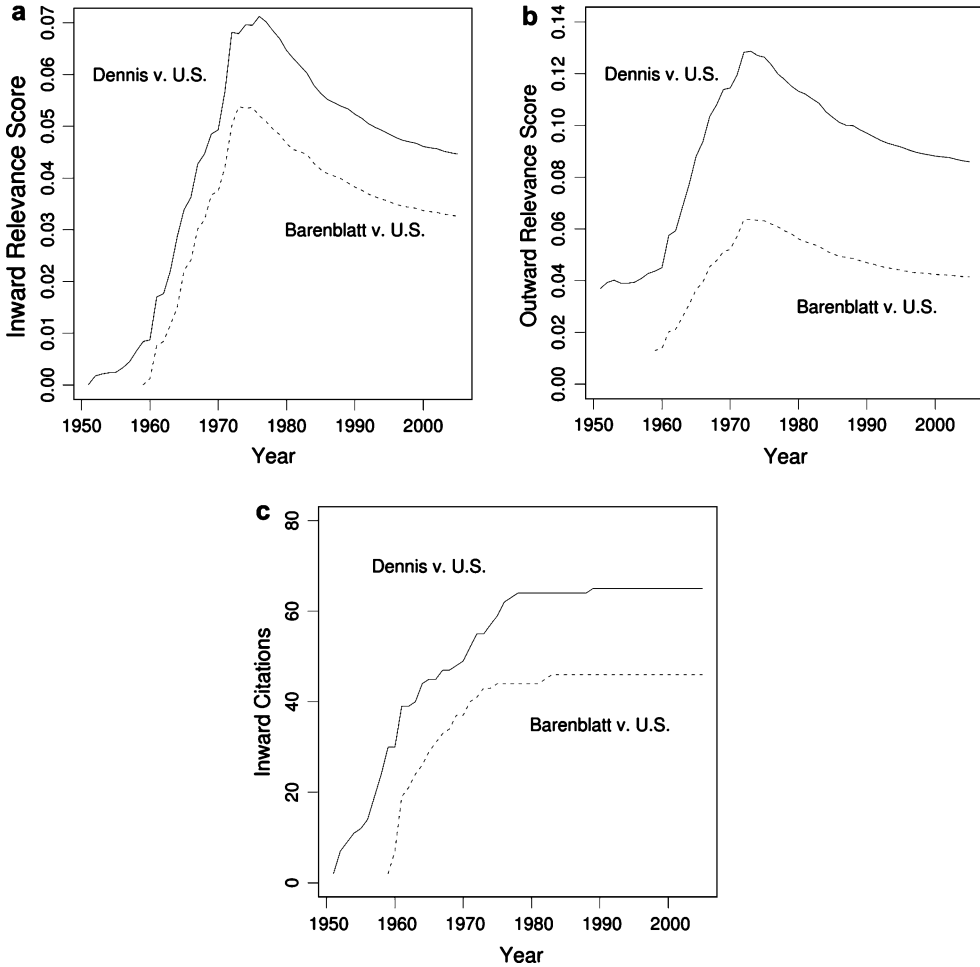 a
Inward Relevance Score
0.07
0.06
0.05
0.04
0.03
0.02
0.01
0.00
Dennis v. U.S.
Barenblatt v. U.S.
1950 1960 1970 1980 1990 2000
Year
b
Outward Relevance Score
0.14
0.12
0.10
0.08
0.06
0.04
0.02
0.00
Dennis v. U.S.
Barenblatt v. U.S.
1950 1960 1970 1980 1990 2000
Year
c
Inward Citations
80
60
40
20
0
Dennis v. U.S.
Barenblatt v. U.S.
1950 1960 1970 1980 1990 2000
Year